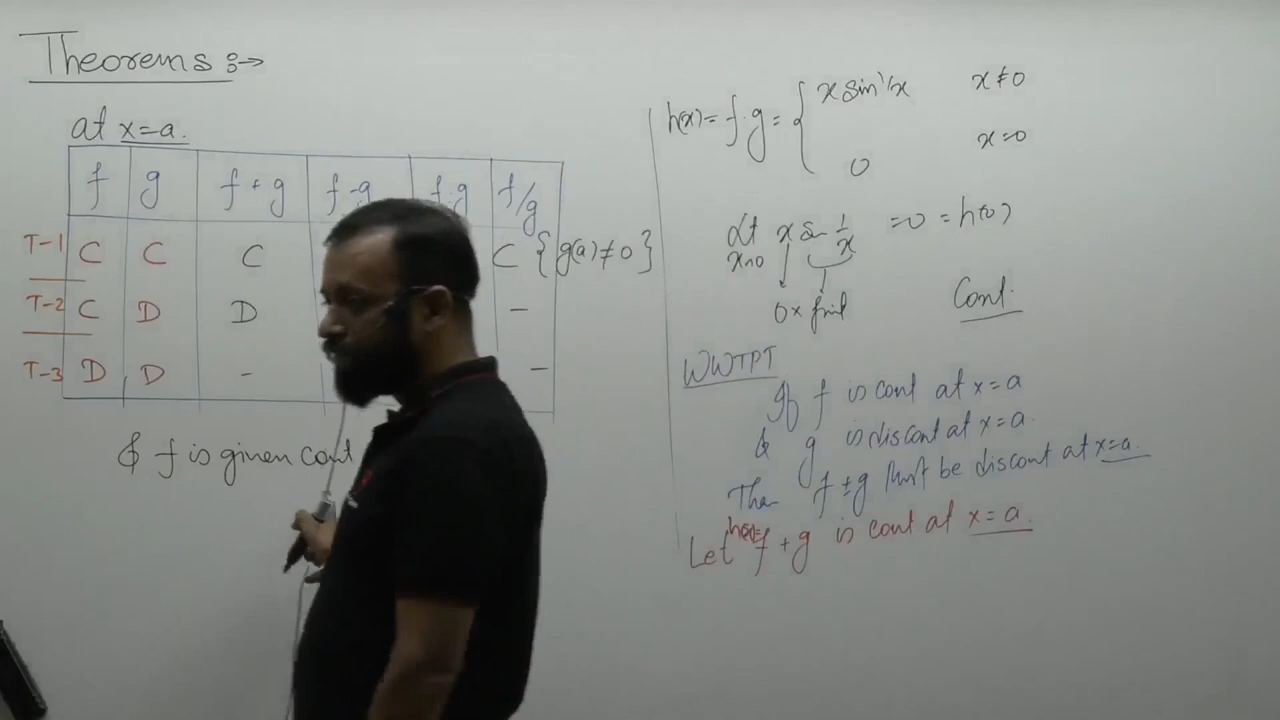 Theorems :→
at x=a.
f g f+g f-g f.g f/g
T-1 C C C C {g(a)≠0}
T-2 C D D –
T-3 D D - –
& f is given cont
h(x)= f.g = { x sin 1/x x≠0
0 x=0
Lt x→0 x sin 1/x =0 = h(0)
0 x finit
Cont.
WWTPT
If f is cont at x=a
& g is discont at x=a.
Then f ± g must be discont at x=a.
Let h(x)= f+g is cont at x=a.